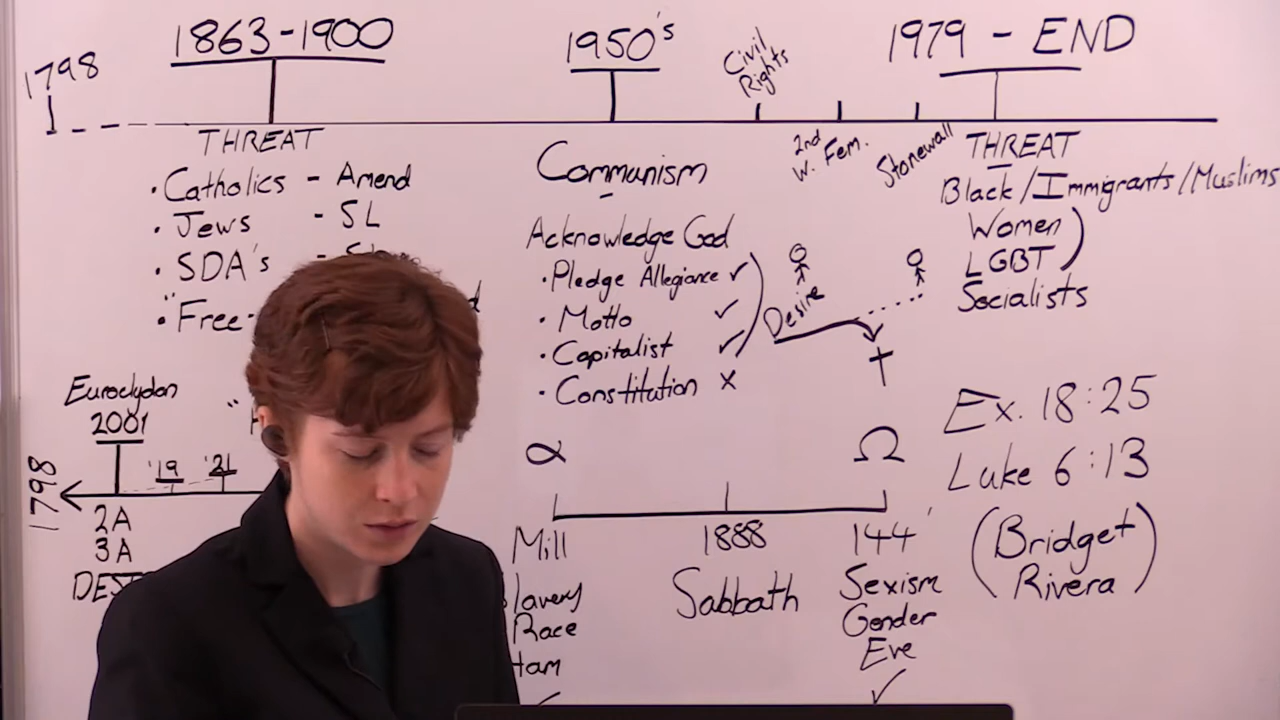 1798
1863-1900
1950's
Civil
Rights
1979 - END
THREAT
• Catholics - Amend
• Jews - SL
• SDA's
• "Free-
Communism
Acknowledge God
• Pledge Allegiance ✓
• Motto ✓
• Capitalist ✓
• Constitution x
2nd
W. Fem.
Stonewall
Desire
THREAT
Black/Immigrants/Muslims
Women
LGBT
Socialists
Euroclydon
2001
'19 '21
1798
2A
3A
α Ω
Mill 1888 144'
lavery Sabbath Sexism
Race Gender
Ham Eve
✓ ✓
Ex. 18:25
Luke 6:13
(Bridget
Rivera)